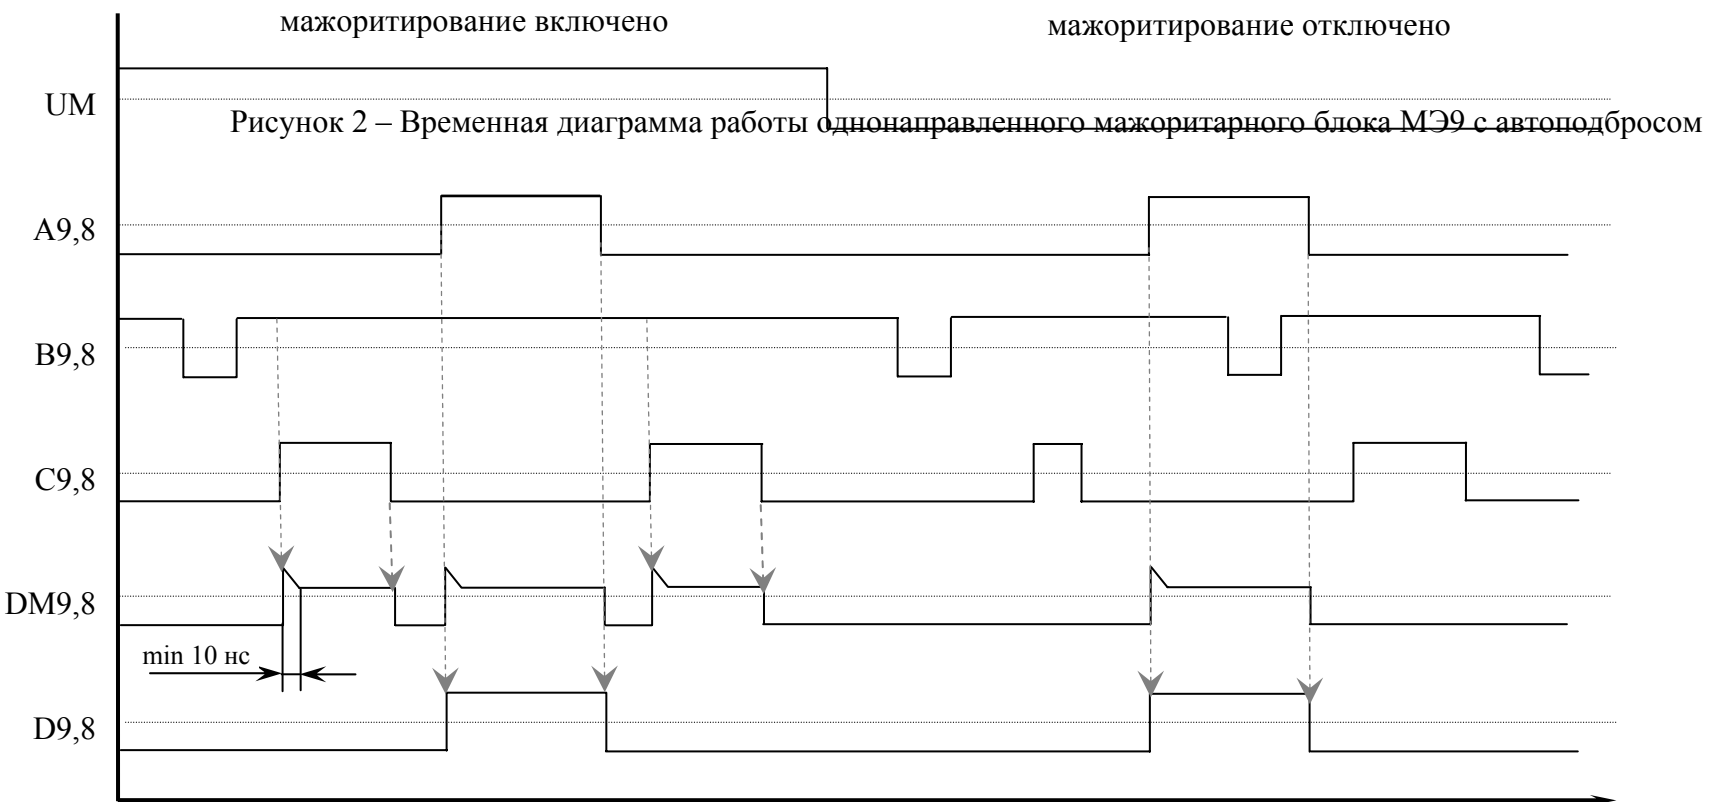 мажоритирование включено
мажоритирование отключено
UM
Рисунок 2 – Временная диаграмма работы однонаправленного мажоритарного блока МЭ9 с автоподбросом
A9,8
B9,8
C9,8
DM9,8
min 10 нс
D9,8